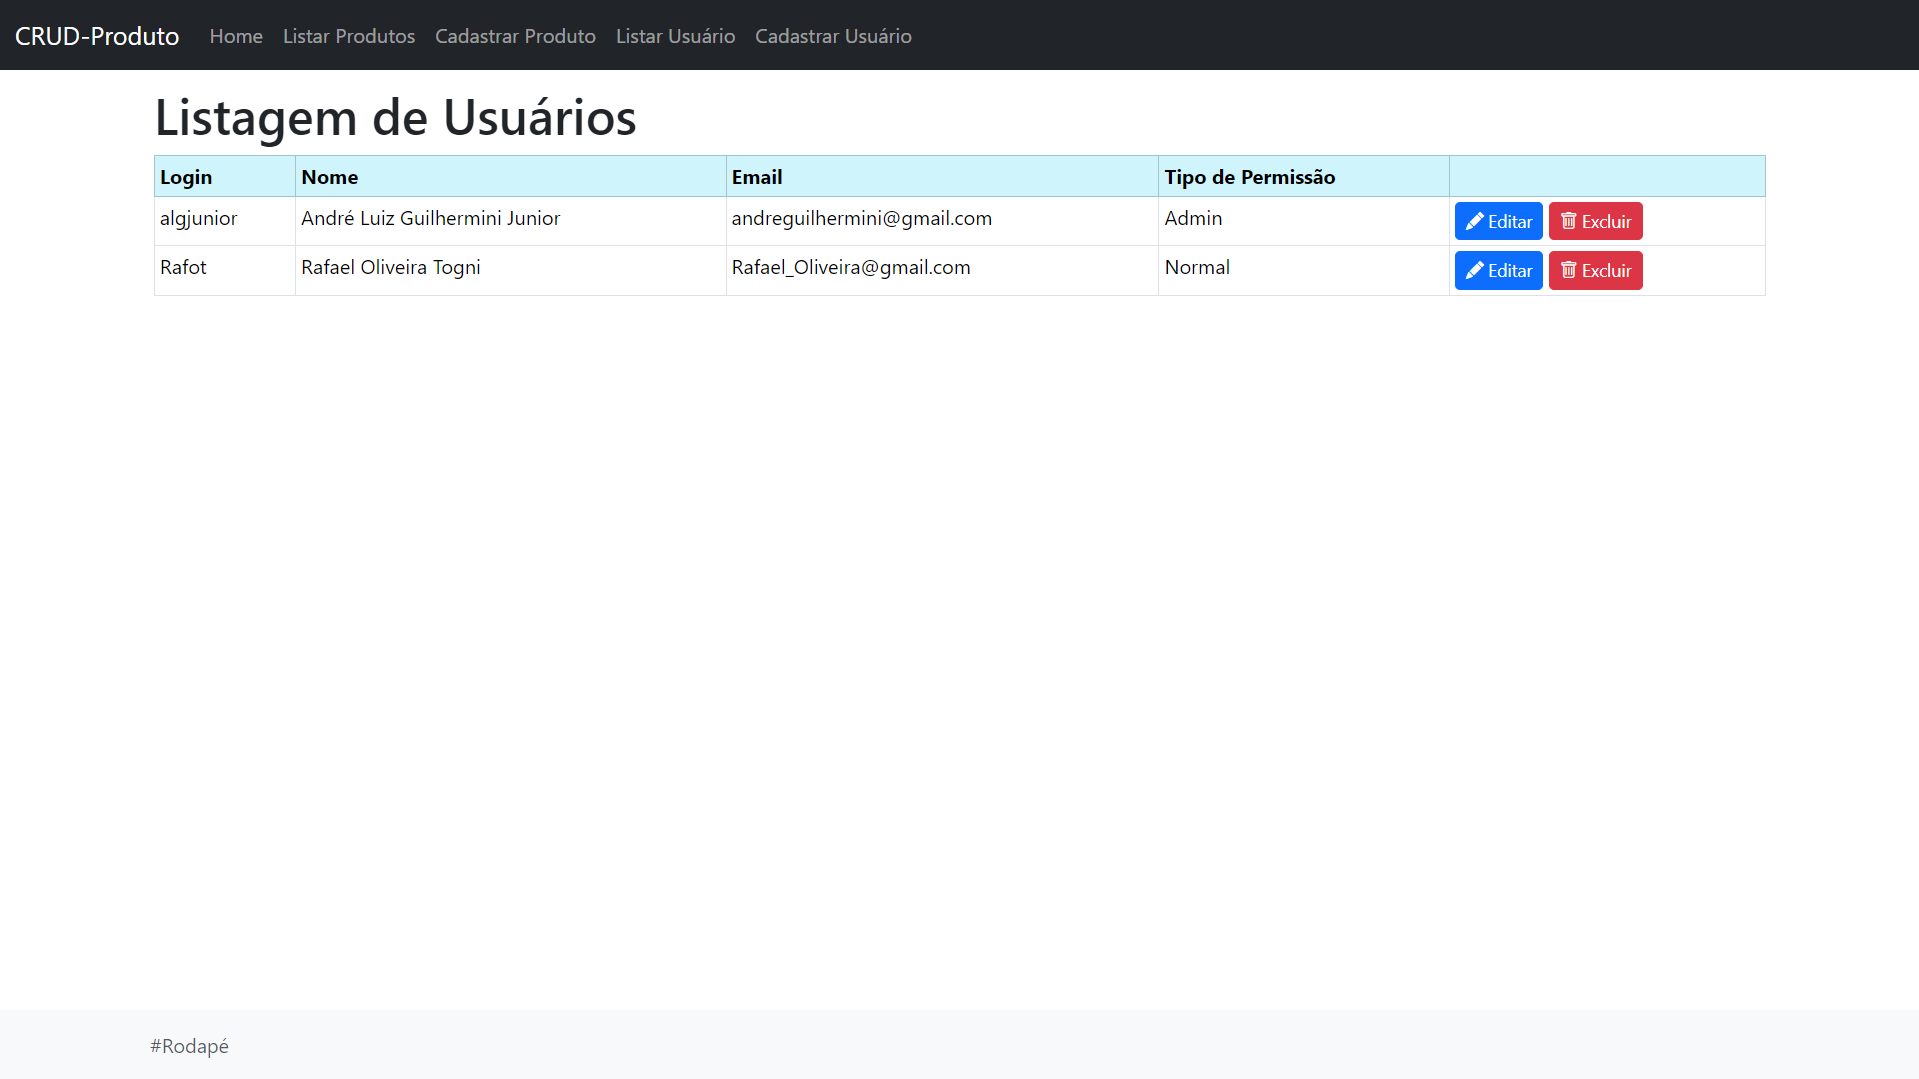 CRUD-Produto Home Listar Produtos Cadastrar Produto Listar Usuário Cadastrar Usuário
Listagem de Usuários
Login Nome Email Tipo de Permissão
algjunior André Luiz Guilhermini Junior andreguilhermini@gmail.com Admin Editar Excluir
Rafot Rafael Oliveira Togni Rafael_Oliveira@gmail.com Normal Editar Excluir
#Rodapé